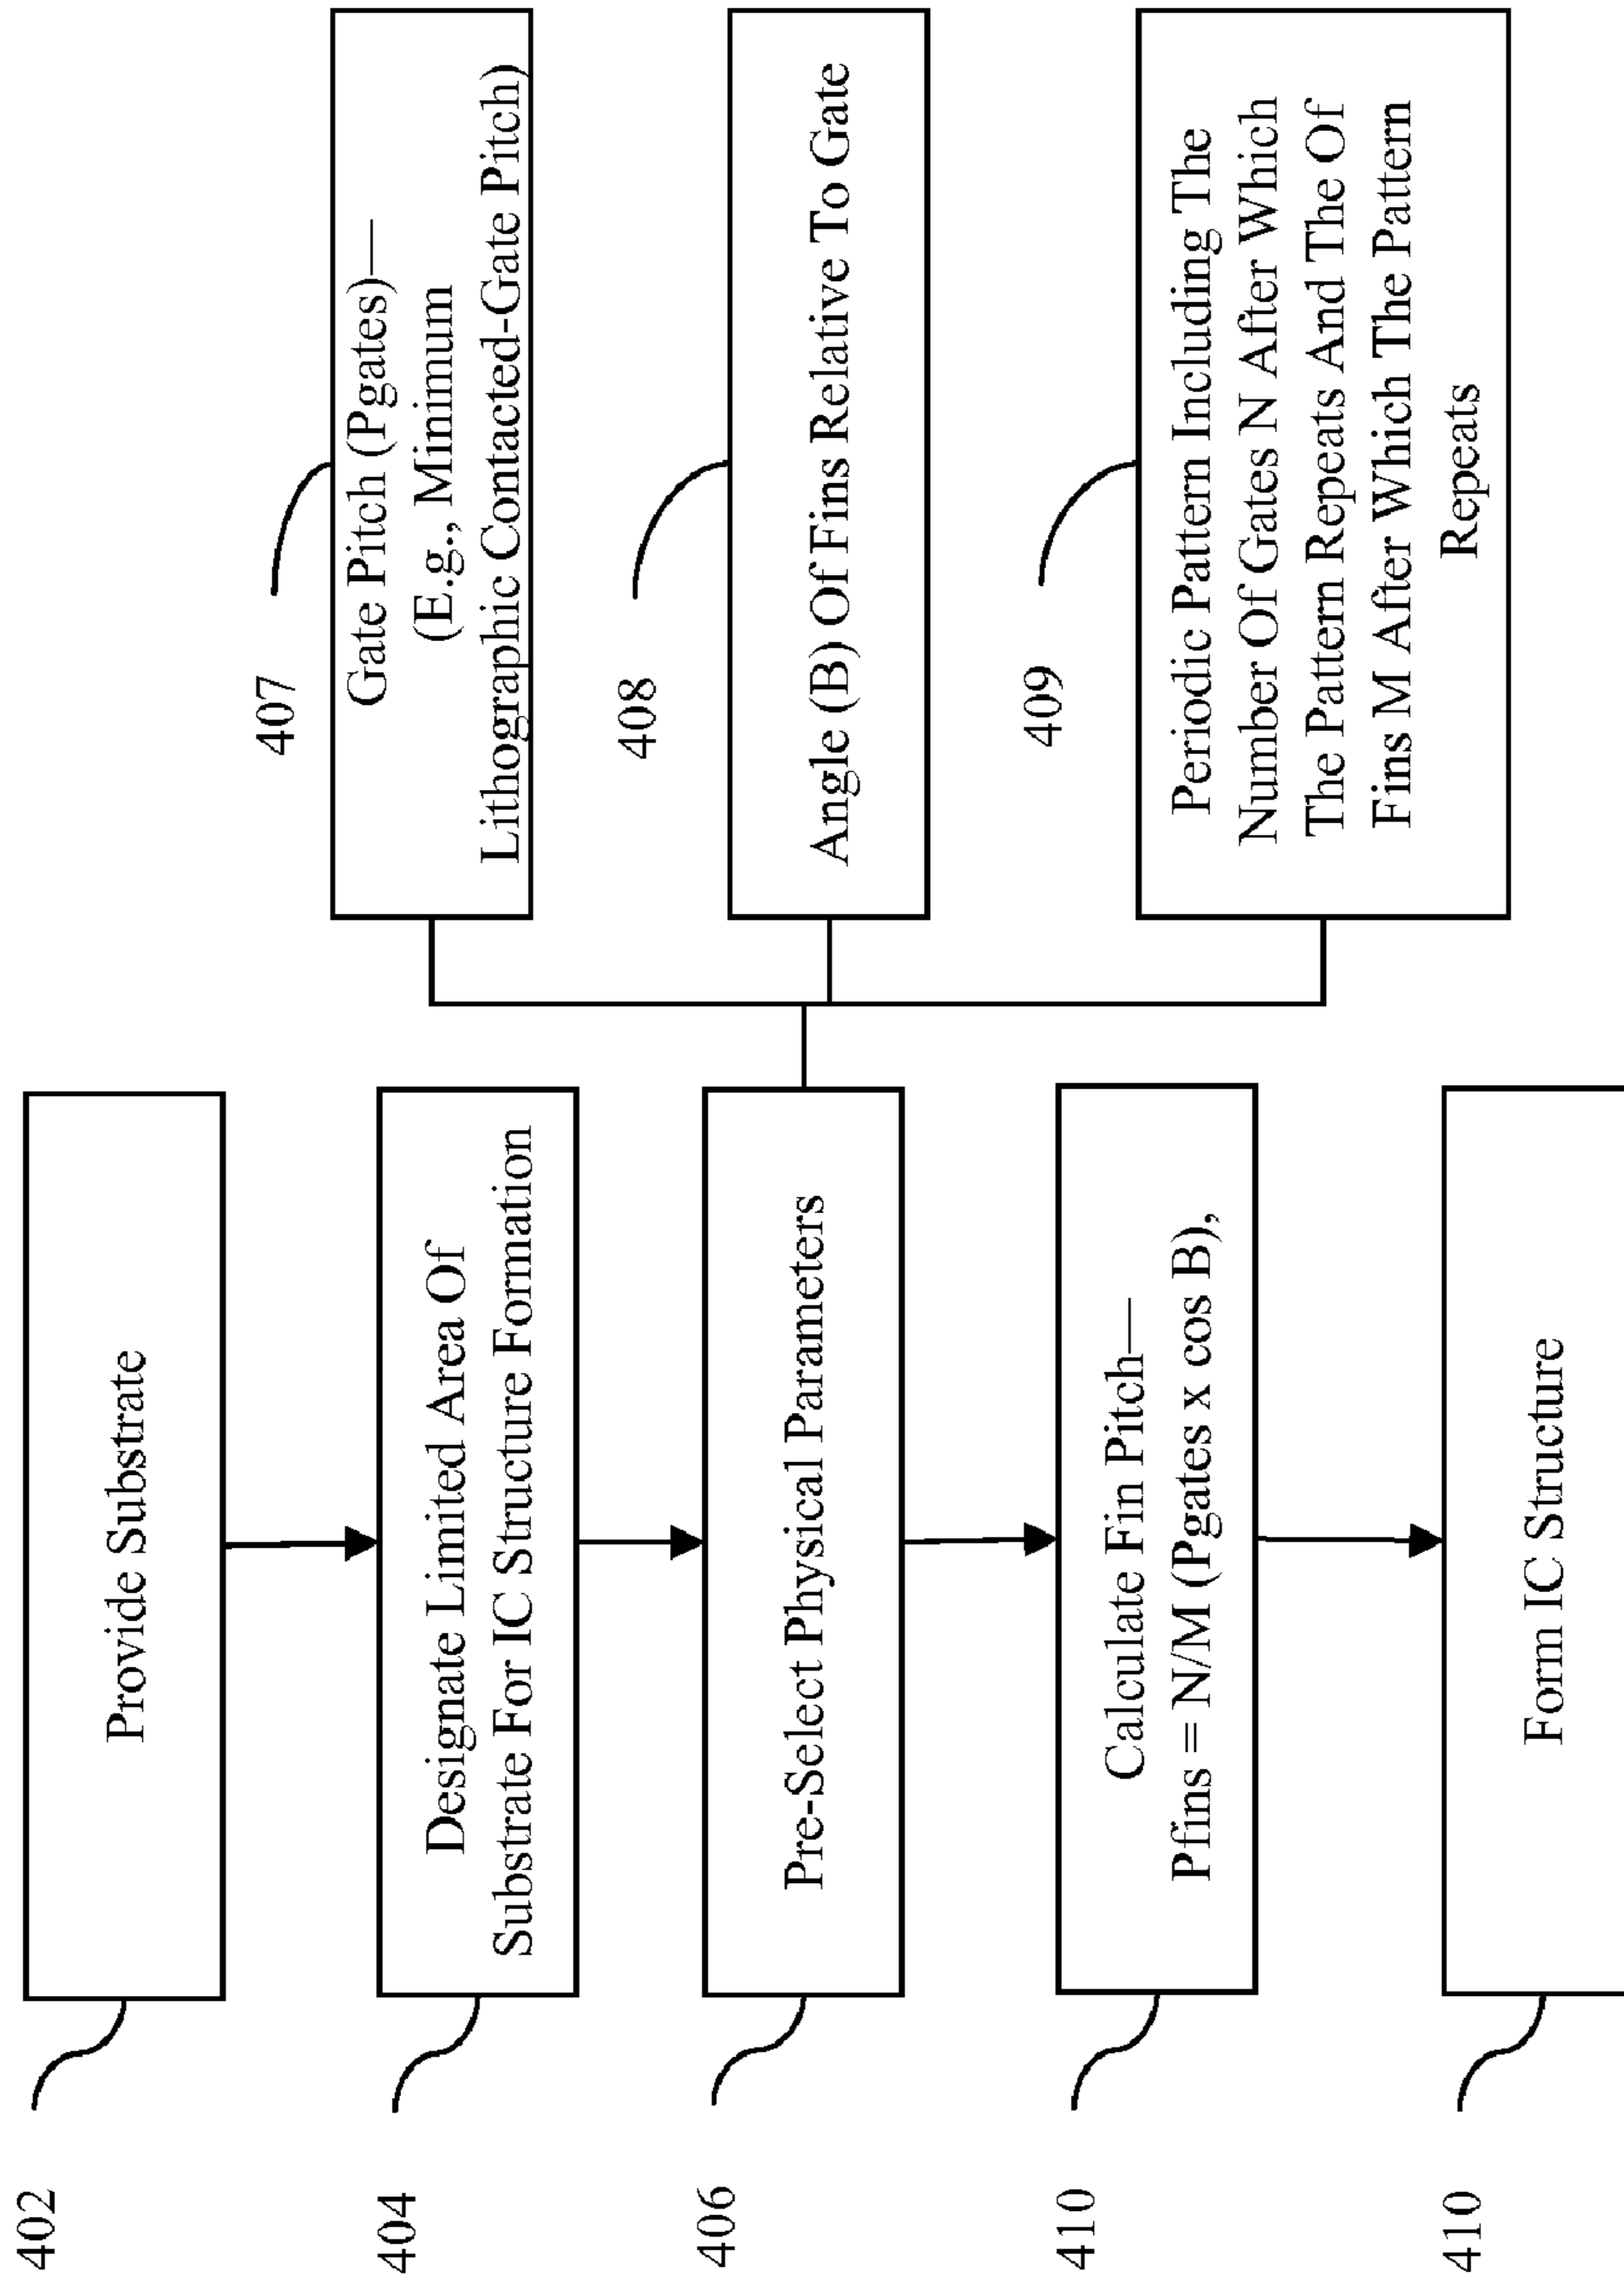 402
Provide Substrate
404
Designate Limited Area Of
Substrate For IC Structure Formation
406
Pre-Select Physical Parameters
407
Gate Pitch (Pgates)—
(E.g., Minimum
Lithographic Contacted-Gate Pitch)
408
Angle (B) Of Fins Relative To Gate
409
Periodic Pattern Including The
Number Of Gates N After Which
The Pattern Repeats And The Of
Fins M After Which The Pattern
Repeats
410
Calculate Fin Pitch—
Pfins = N/M (Pgates x cos B),
410
Form IC Structure